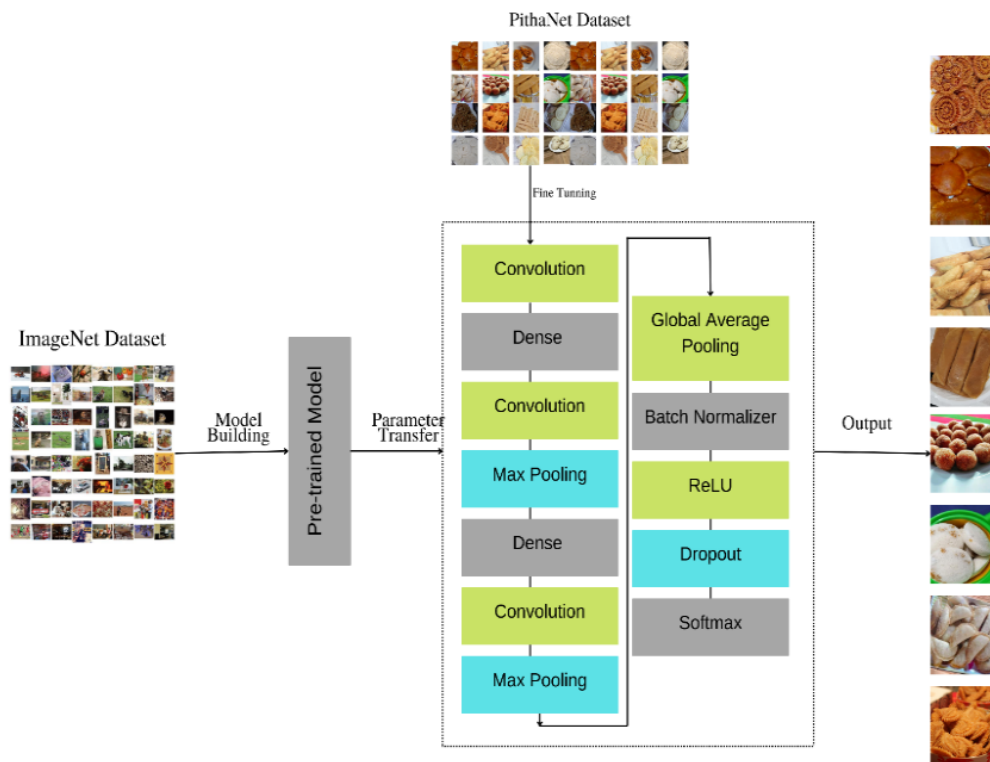 PithaNet Dataset
Fine Tunning
ImageNet Dataset
Model
Building
Pre-trained Model
Parameter
Transfer
Convolution
Dense
Convolution
Max Pooling
Dense
Convolution
Max Pooling
Global Average
Pooling
Batch Normalizer
ReLU
Dropout
Softmax
Output